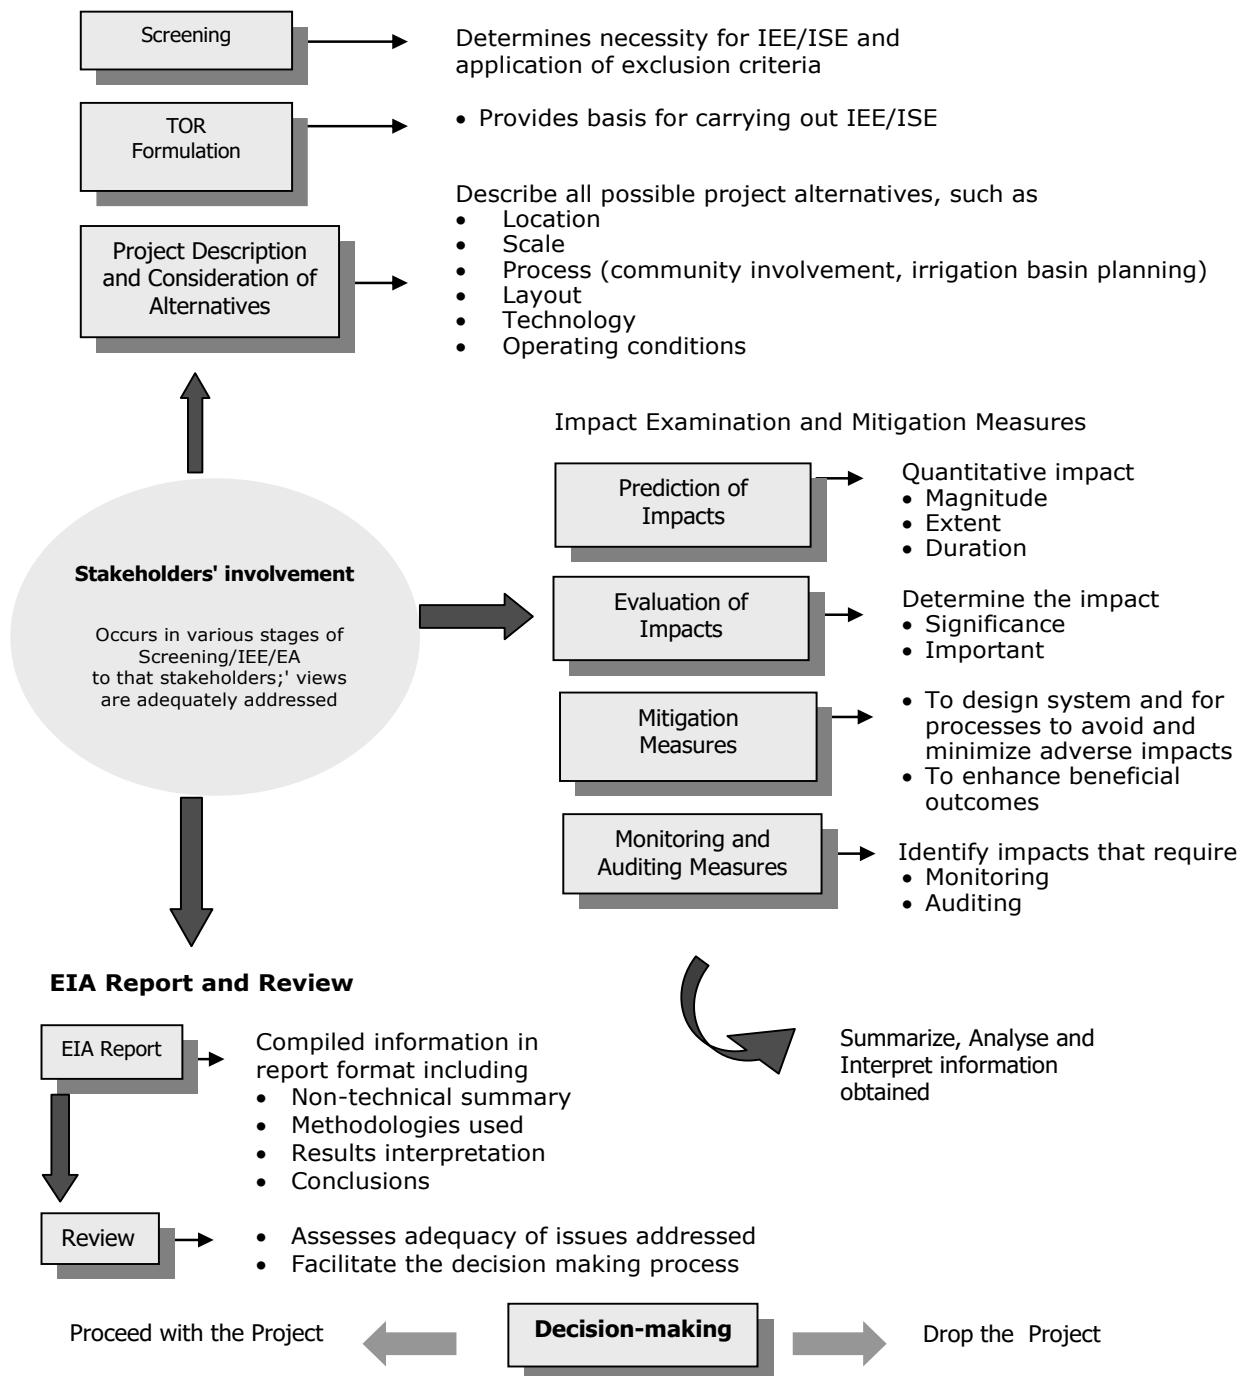 Screening
Determines necessity for IEE/ISE and
application of exclusion criteria
TOR
Formulation
• Provides basis for carrying out IEE/ISE
Project Description
and Consideration of
Alternatives
Describe all possible project alternatives, such as
• Location
• Scale
• Process (community involvement, irrigation basin planning)
• Layout
• Technology
• Operating conditions
Stakeholders' involvement
Occurs in various stages of
Screening/IEE/EA
to that stakeholders;' views
are adequately addressed
Impact Examination and Mitigation Measures
Prediction of
Impacts
Quantitative impact
• Magnitude
• Extent
• Duration
Evaluation of
Impacts
Determine the impact
• Significance
• Important
Mitigation
Measures
• To design system and for
processes to avoid and
minimize adverse impacts
• To enhance beneficial
outcomes
Monitoring and
Auditing Measures
Identify impacts that require
• Monitoring
• Auditing
Summarize, Analyse and
Interpret information
obtained
EIA Report and Review
EIA Report
Compiled information in
report format including
• Non-technical summary
• Methodologies used
• Results interpretation
• Conclusions
Review
• Assesses adequacy of issues addressed
• Facilitate the decision making process
Proceed with the Project
Decision-making
Drop the Project